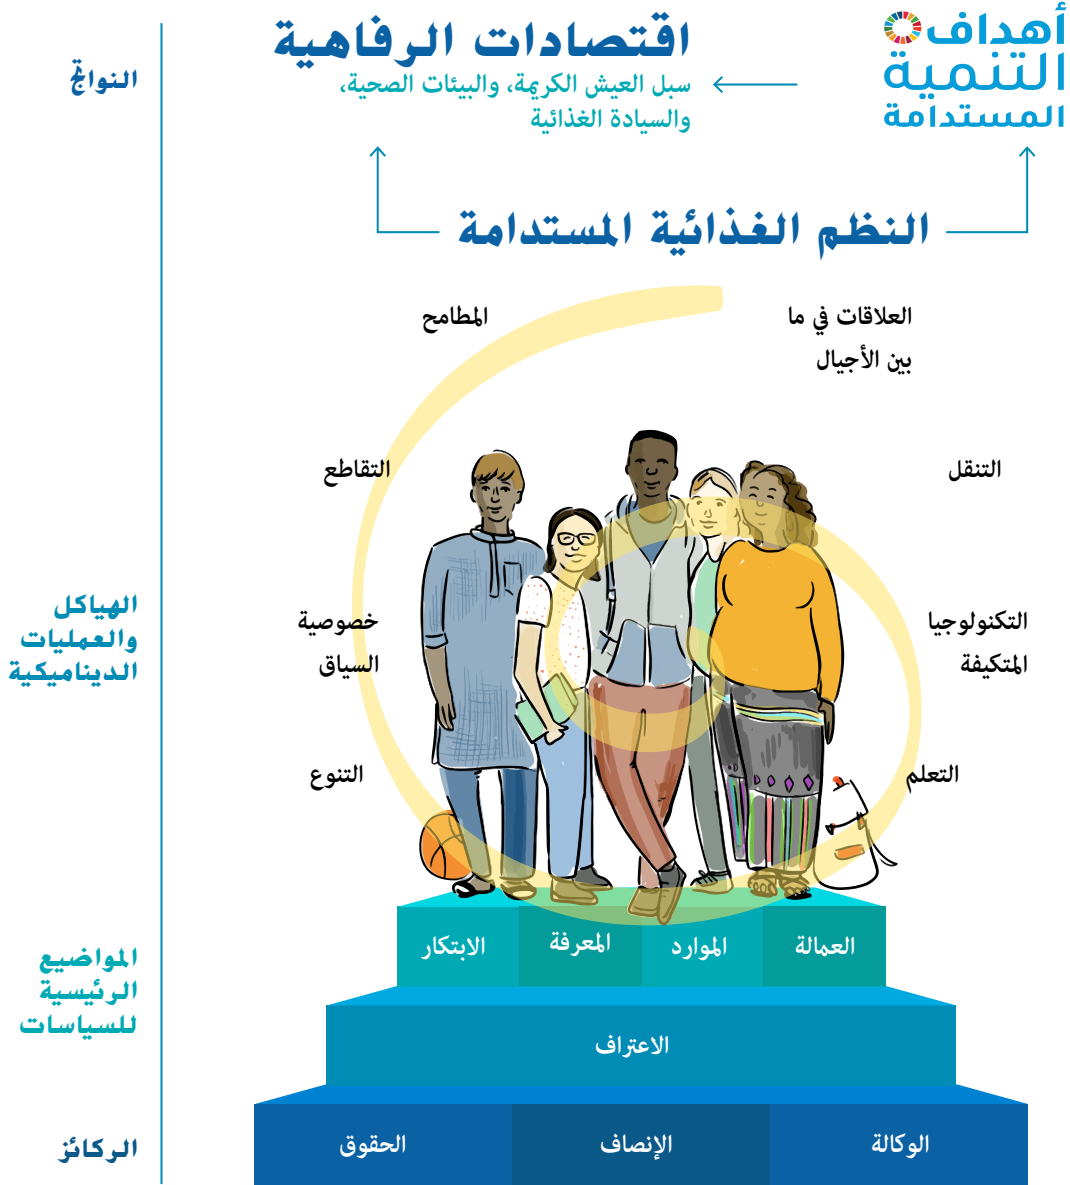 أهداف
التنمية
المستدامة
اقتصادات الرفاهية
سبل العيش الكريمة، والبيئات الصحية،
والسيادة الغذائية
النواتج
النظم الغذائية المستدامة
العلاقات في ما
بين الأجيال
المطامح
التنقل
التقاطع
التكنولوجيا
المتكيفة
خصوصية
السياق
التعلم
التنوع
الهياكل
والعمليات
الديناميكية
العمالة
الموارد
المعرفة
الابتكار
الاعتراف
المواضيع
الرئيسية
للسياسات
الوكالة
الإنصاف
الحقوق
الركائز